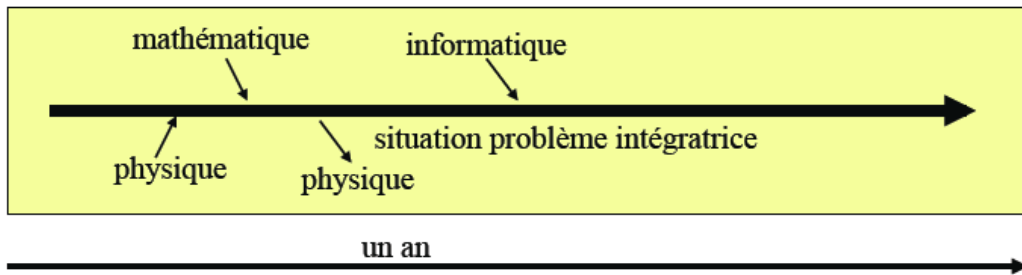 mathématique
informatique
situation problème intégratrice
physique
physique
un an